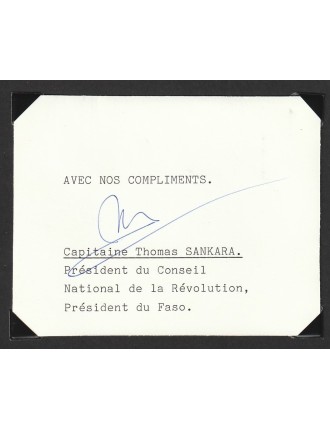 AVEC NOS COMPLIMENTS.
Capitaine Thomas SANKARA.
Président du Conseil
National de la Révolution,
Président du Faso.